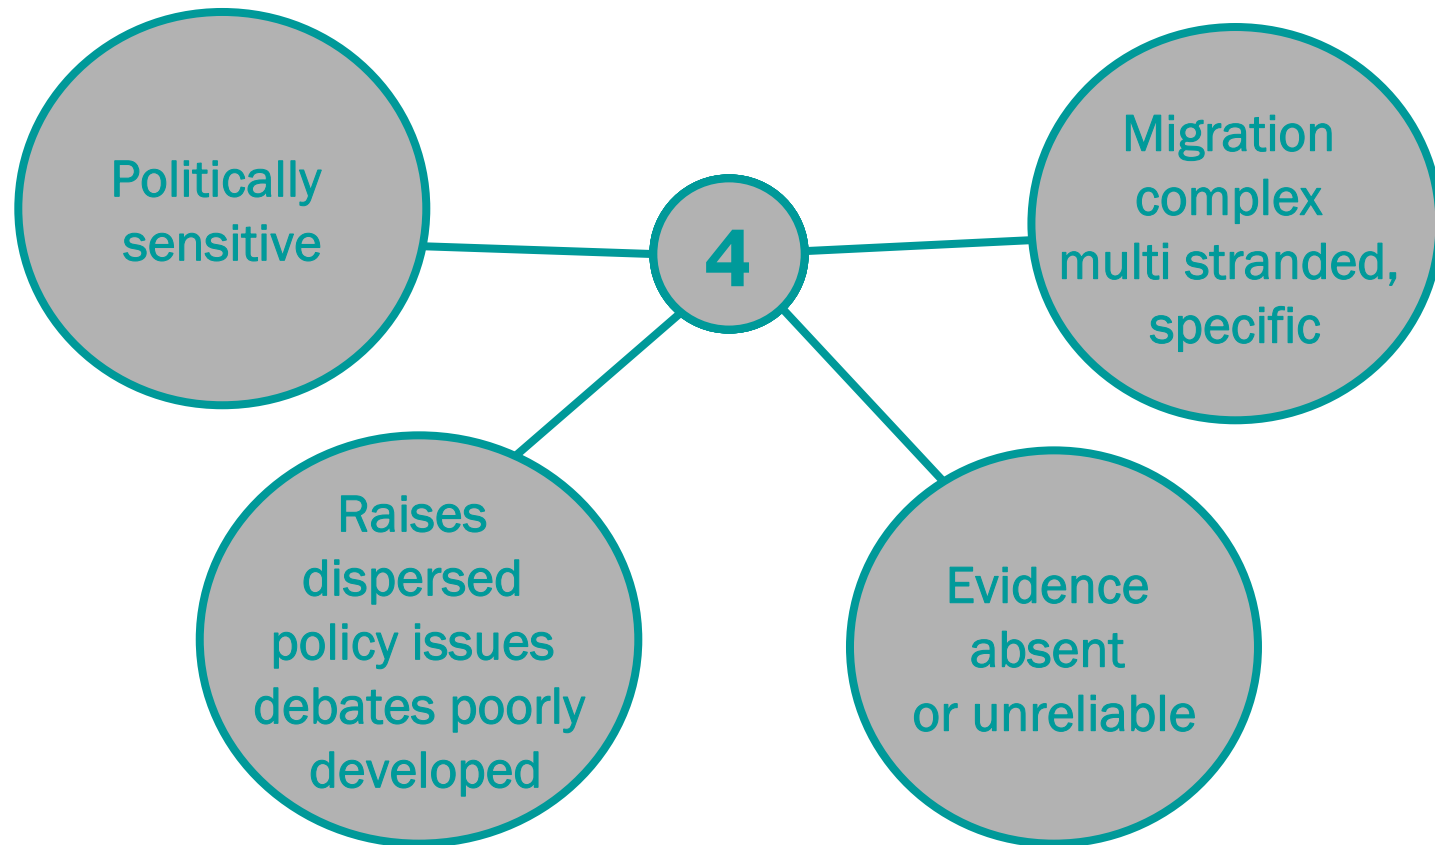 Politically
sensitive
4
Migration
complex
multi stranded,
specific
Raises
dispersed
policy issues
debates poorly
developed
Evidence
absent
or unreliable